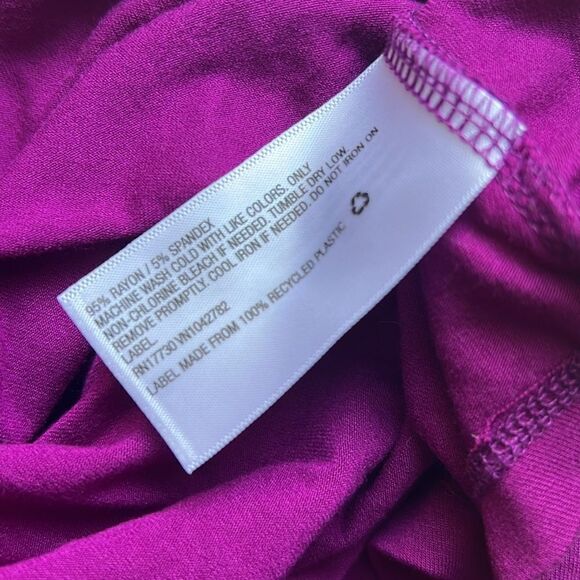 95% RAYON / 5% SPANDEX
MACHINE WASH COLD WITH LIKE COLORS. ONLY
NON-CHLORINE BLEACH IF NEEDED. TUMBLE DRY LOW.
REMOVE PROMPTLY. COOL IRON IF NEEDED. DO NOT IRON ON
LABEL
RN17730 VN1042782
LABEL MADE FROM 100% RECYCLED PLASTIC